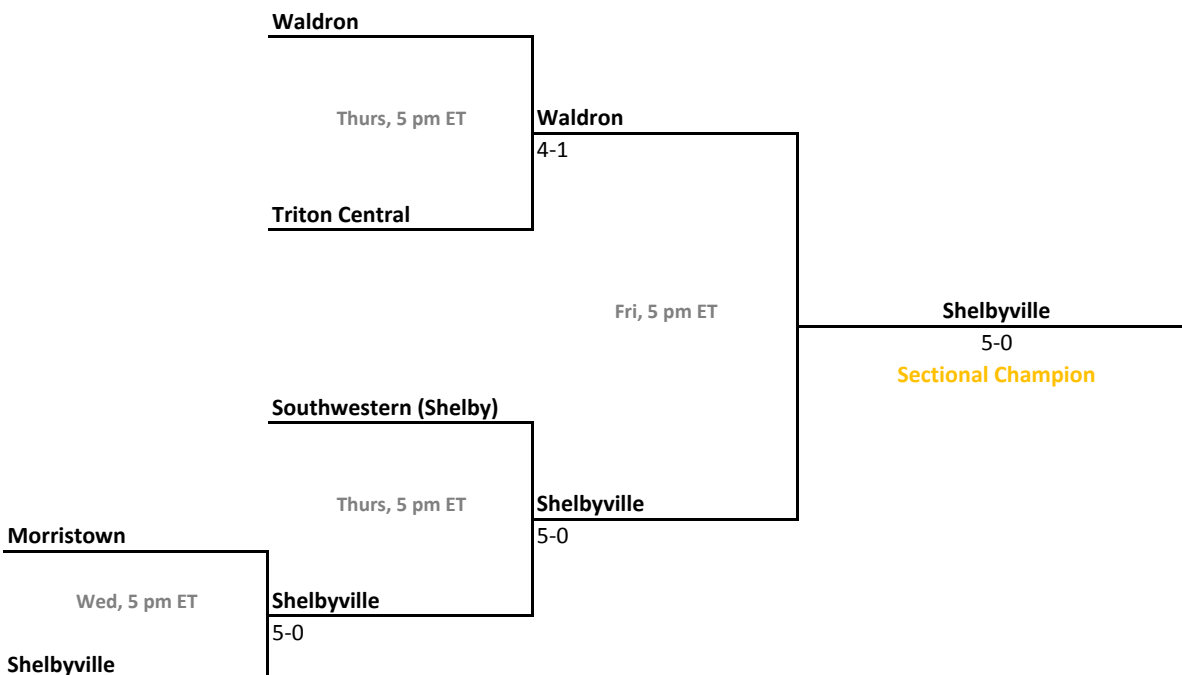 Waldron
Thurs, 5 pm ET
Waldron
4-1
Triton Central
Fri, 5 pm ET
Shelbyville
5-0
Sectional Champion
Southwestern (Shelby)
Thurs, 5 pm ET
Shelbyville
5-0
Morristown
Wed, 5 pm ET
Shelbyville
5-0
Shelbyville